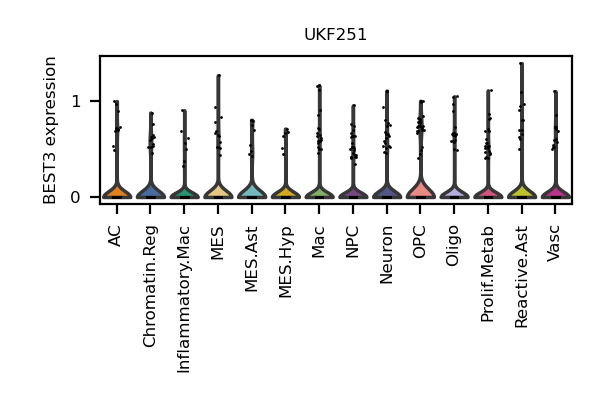 UKF251
BEST3 expression
1
0
AC
Chromatin.Reg
Inflammatory.Mac
MES
MES.Ast
MES.Hyp
Mac
NPC
Neuron
OPC
Oligo
Prolif.Metab
Reactive.Ast
Vasc